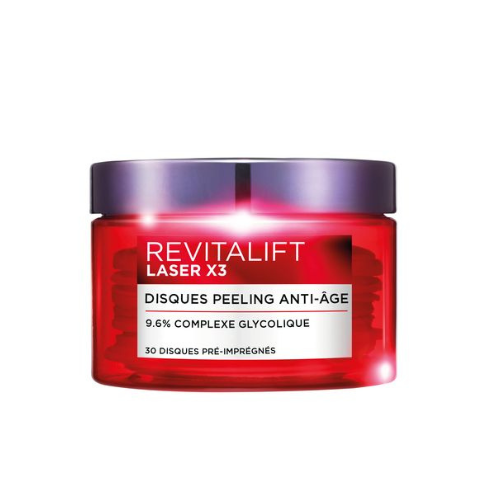 REVITALIFT
LASER X3
DISQUES PEELING ANTI-ÂGE
9.6% COMPLEXE GLYCOLIQUE
30 DISQUES PRÉ-IMPRÉGNÉS